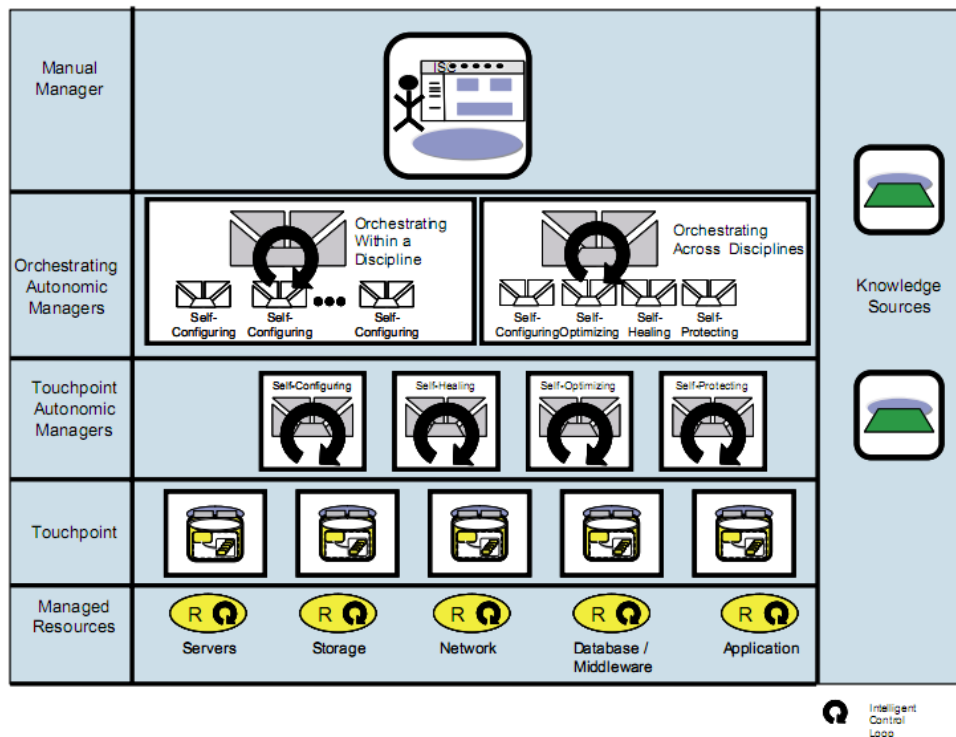 Manual
Manager
ISC
Orchestrating
Autonomic
Managers
Orchestrating
Within a
Discipline
Self-
Configuring
Self-
Configuring
Self-
Configuring
Orchestrating
Across Disciplines
Self-
Configuring
Self-
Optimizing
Self-
Healing
Self-
Protecting
Knowledge
Sources
Touchpoint
Autonomic
Managers
Self-Configuring
Self-Healing
Self-Optimizing
Self-Protecting
Touchpoint
Managed
Resources
R
Servers
R
Storage
R
Network
R
Database /
Middleware
R
Application
Intelligent
Control
Loop